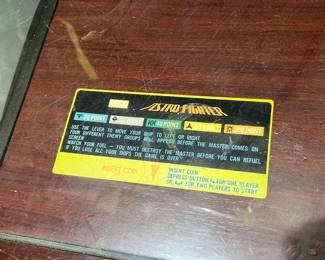 ASTRO FIGHTER
POINT 40 POINT POINT
USE THE LEVER TO MOVE YOUR SHIP TO LEFT OR RIGHT
FOUR DIFFERENT ENEMY GROUPS WILL APPEAR BEFORE THE MASTER COMES ON
SCREEN
WATCH YOUR FUEL - YOU MUST DESTROY THE MASTER BEFORE YOU CAN REFUEL
IF YOU LOSE ALL YOUR SHIPS THE GAME IS OVER
INSERT COIN
INSERT COIN
DEPRESS BUTTON FOR ONE PLAYER
OR FOR TWO PLAYERS TO START